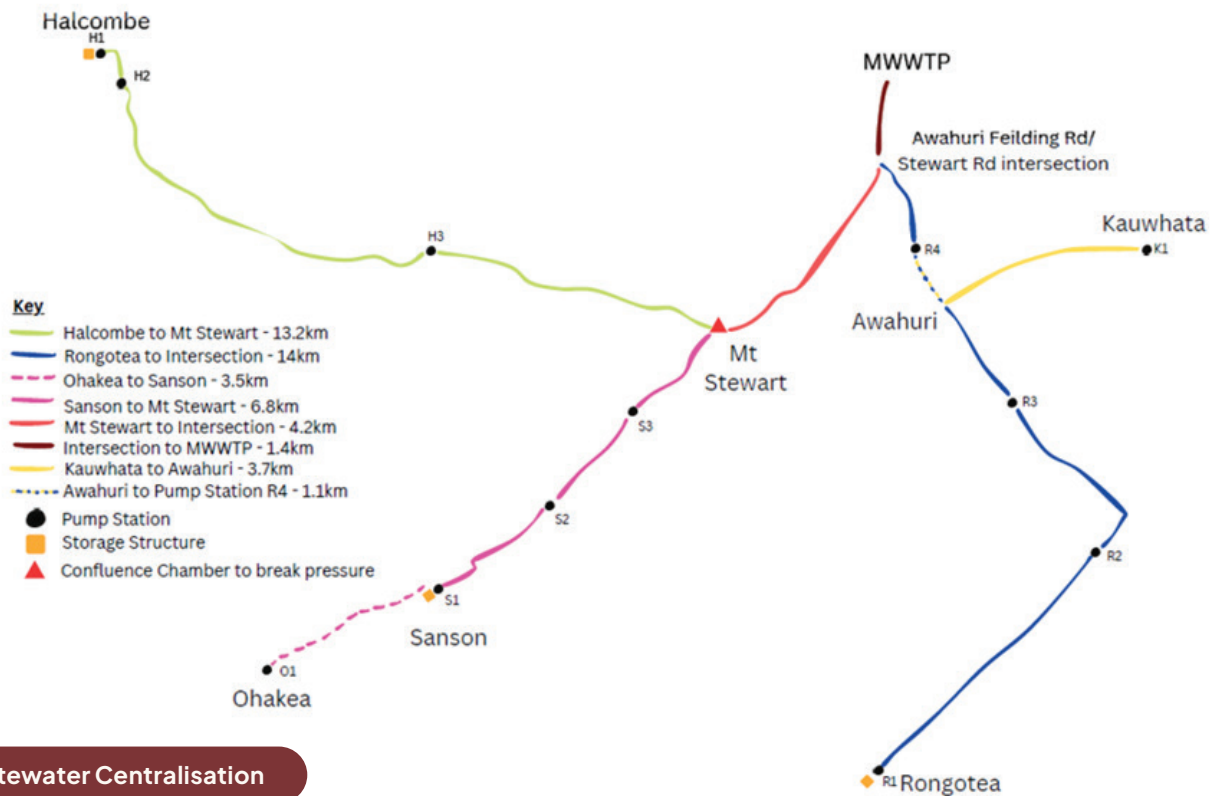 Halcombe
H1
H2
MWWTP
Awahuri Feilding Rd/
Stewart Rd intersection
Kauwhata
K1
R4
H3
Awahuri
Mt
Stewart
Key
Halcombe to Mt Stewart - 13.2km
Rongotea to Intersection - 14km
Ohakea to Sanson - 3.5km
Sanson to Mt Stewart - 6.8km
Mt Stewart to Intersection - 4.2km
Intersection to MWWTP - 1.4km
Kauwhata to Awahuri - 3.7km
Awahuri to Pump Station R4 - 1.1km
Pump Station
Storage Structure
Confluence Chamber to break pressure
R3
S3
S2
R2
S1
Sanson
O1
Ohakea
R1
Rongotea
tewater Centralisation